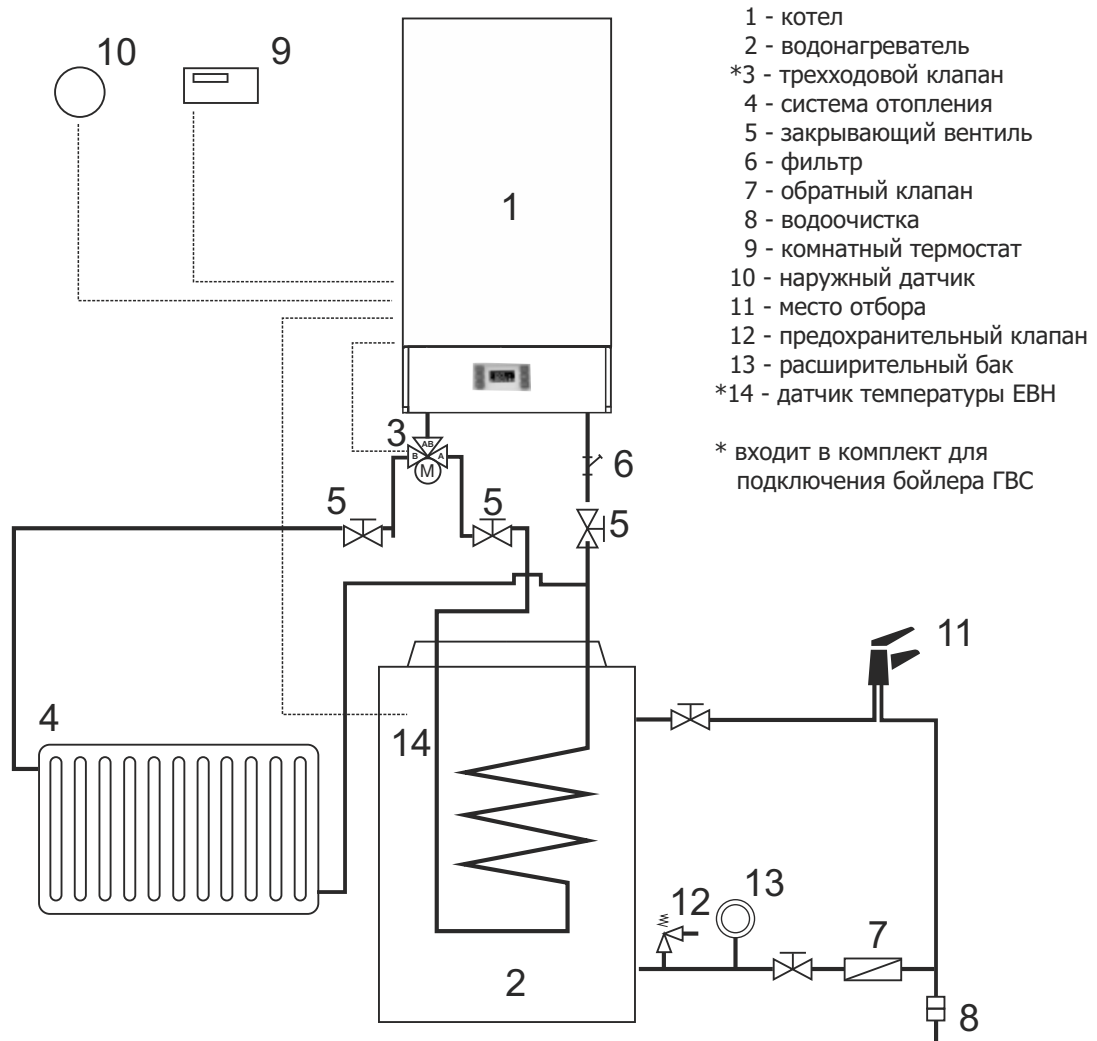 1 - котел
2 - водонагреватель
*3 - трехходовой клапан
4 - система отопления
5 - закрывающий вентиль
6 - фильтр
7 - обратный клапан
8 - водоочистка
9 - комнатный термостат
10 - наружный датчик
11 - место отбора
12 - предохранительный клапан
13 - расширительный бак
*14 - датчик температуры ЕВН
* входит в комплект для
подключения бойлера ГВС
10
9
1
3
AB
B
A
M
6
5
5
5
11
4
14
12
13
7
2
8